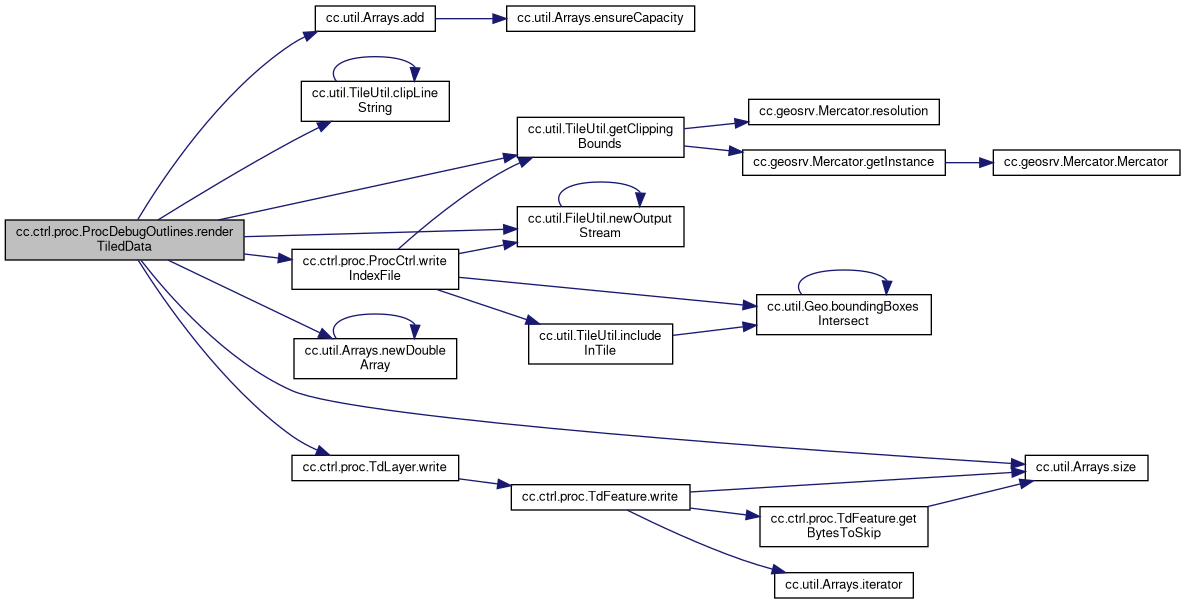 cc.util.Arrays.add
cc.util.Arrays.ensureCapacity
cc.util.TileUtil.clipLine
String
cc.geosrv.Mercator.resolution
cc.util.TileUtil.getClipping
Bounds
cc.geosrv.Mercator.getInstance
cc.geosrv.Mercator.Mercator
cc.ctrl.proc.ProcDebugOutlines.render
TiledData
cc.util.FileUtil.newOutput
Stream
cc.ctrl.proc.ProcCtrl.write
IndexFile
cc.util.Geo.boundingBoxes
Intersect
cc.util.TileUtil.include
InTile
cc.util.Arrays.newDouble
Array
cc.ctrl.proc.TdLayer.write
cc.util.Arrays.size
cc.ctrl.proc.TdFeature.write
cc.ctrl.proc.TdFeature.get
BytesToSkip
cc.util.Arrays.iterator